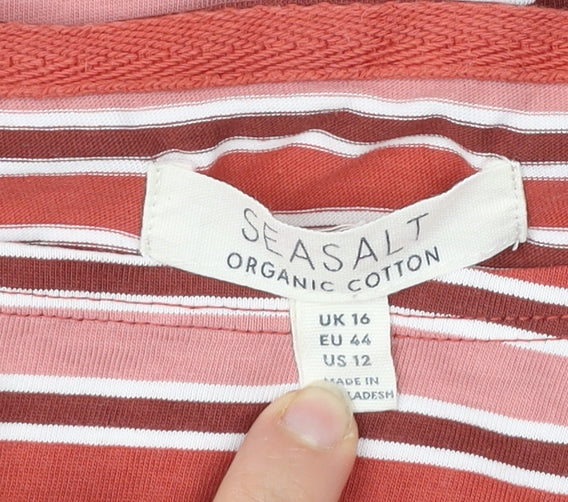 SEASALT
ORGANIC COTTON
UK 16
EU 44
US 12
MADE IN